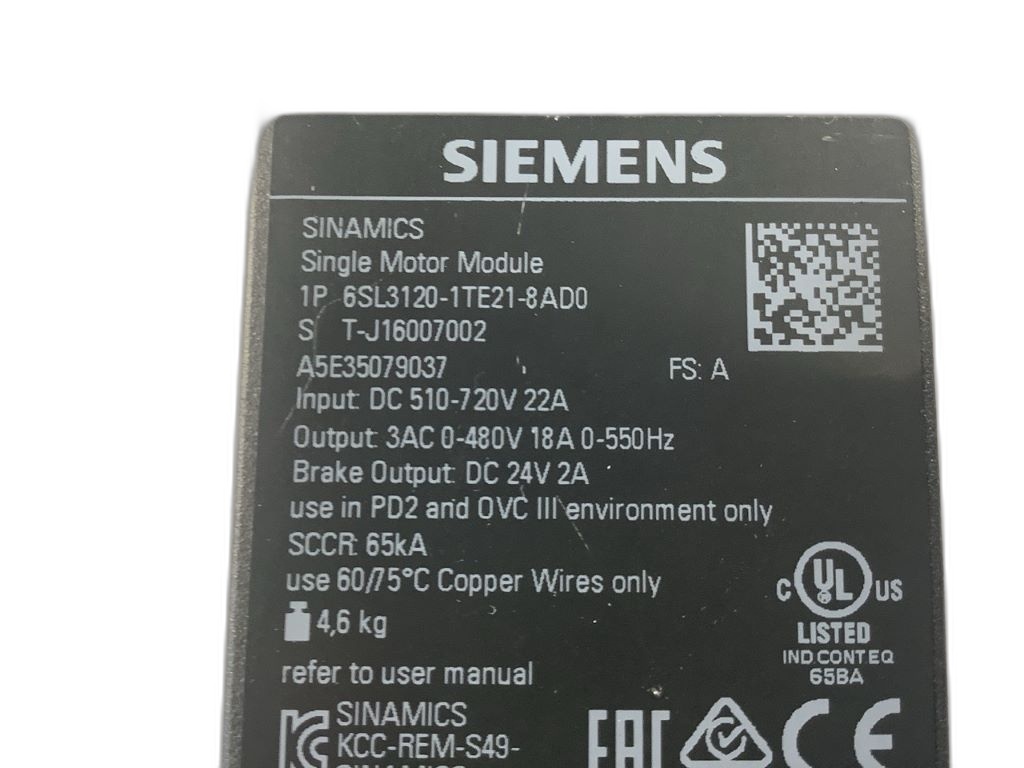 SIEMENS
SINAMICS
Single Motor Module
1P 6SL3120-1TE21-8AD0
S T-J16007002
A5E35079037 FS: A
Input: DC 510-720V 22A
Output: 3AC 0-480V 18A 0-550Hz
Brake Output: DC 24V 2A
use in PD2 and OVC III environment only
SCCR: 65kA
use 60/75°C Copper Wires only
C UL US
LISTED
IND.CONT.EQ
65BA
4,6 kg
refer to user manual
SINAMICS
KCC-REM-S49-
EAC
CE